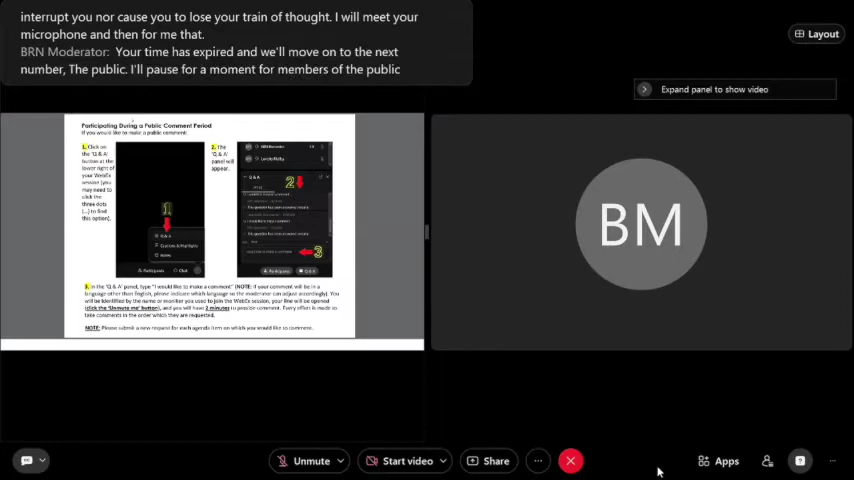 interrupt you nor cause you to lose your train of thought. I will meet your
microphone and then for me that.
BRN Moderator: Your time has expired and we'll move on to the next
number, The public. I'll pause for a moment for members of the public
Layout
Expand panel to show video
Participating During a Public Comment Period
If you would like to make a public comment:
1. Click on
the 'Q & A'
button at the
lower right of
your WebEx
session (you
may need to
click the
three dots
(...) to find
this option).
1
Q & A
Participants Chat
2. The
'Q & A'
panel will
appear.
Q & A
2
3
Participants Q & A
3. In the 'Q & A' panel, type "I would like to make a comment" (NOTE: if your comment will be in a
language other than English, please indicate which language so the moderator can adjust accordingly). You
will be identified by the name or moniker you used to join the WebEx session, your line will be opened
(click the 'Unmute me' button), and you will have 2 minutes to provide comment. Every effort is made to
take comments in the order which they are requested.
NOTE: Please submit a new request for each agenda item on which you would like to comment.
BM
Unmute
Start video
Share
Apps